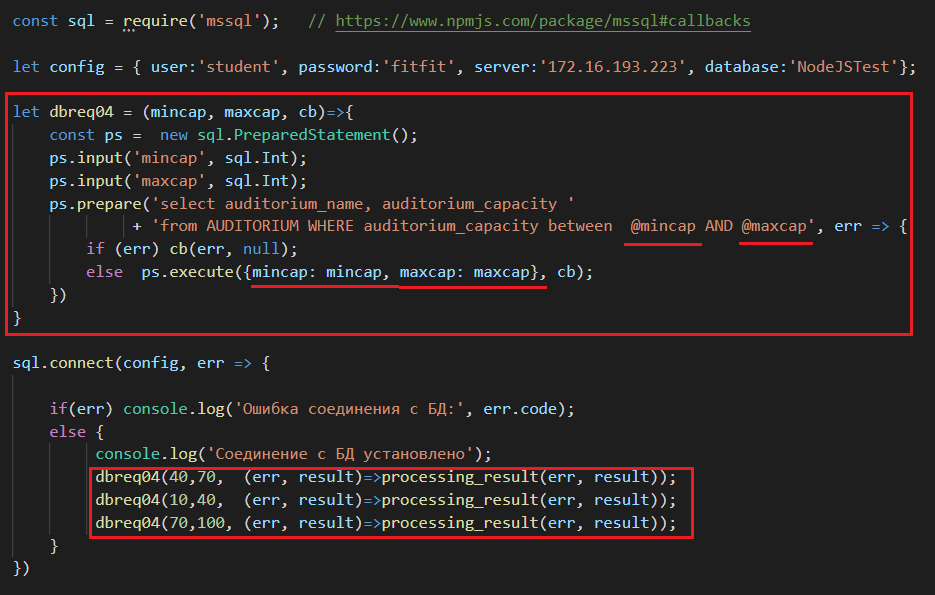 const sql = require('mssql');   // https://www.npmjs.com/package/mssql#callbacks
let config = { user:'student', password:'fitfit', server:'172.16.193.223', database:'NodeJSTest'};
let dbreq04 = (mincap, maxcap, cb)=>{
    const ps =  new sql.PreparedStatement();
    ps.input('mincap', sql.Int);
    ps.input('maxcap', sql.Int);
    ps.prepare('select auditorium_name, auditorium_capacity '
             + 'from AUDITORIUM WHERE auditorium_capacity between  @mincap AND @maxcap', err => {
        if (err) cb(err, null);
        else  ps.execute({mincap: mincap, maxcap: maxcap}, cb);
    })
}
sql.connect(config, err => {
    if(err) console.log('Ошибка соединения с БД:', err.code);
    else {
         console.log('Соединение с БД установлено');
         dbreq04(40,70,  (err, result)=>processing_result(err, result));
         dbreq04(10,40,  (err, result)=>processing_result(err, result));
         dbreq04(70,100, (err, result)=>processing_result(err, result));
    }
})